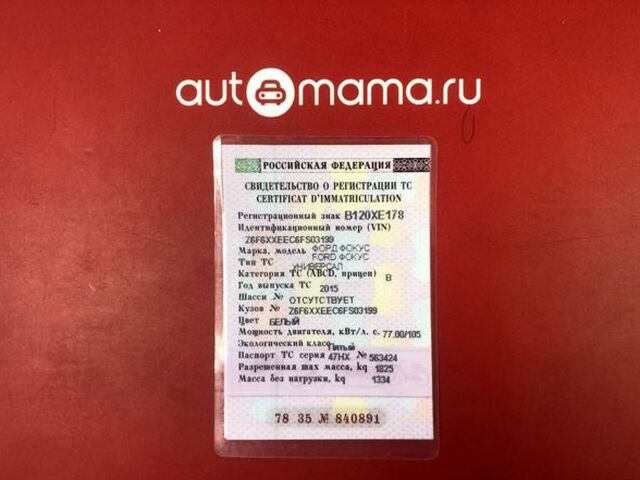 automama.ru
РОССИЙСКАЯ ФЕДЕРАЦИЯ
СВИДЕТЕЛЬСТВО О РЕГИСТРАЦИИ ТС
CERTIFICAT D'IMMATRICULATION
Регистрационный знак В120ХЕ178
Идентификационный номер (VIN)
Z6F6XXEEC6FS03199
Марка, модель ФОРД ФОКУС
FORD ФОКУС
Тип ТС УНИВЕРСАЛ
Категория ТС (ABCD, прицеп) В
Год выпуска ТС 2015
Шасси № ОТСУТСТВУЕТ
Кузов № Z6F6XXEEC6FS03199
Цвет БЕЛЫЙ
Мощность двигателя, кВт/л. с. 77.00/105
Экологический класс Пятый
Паспорт ТС серия 47НХ № 563424
Разрешенная max масса, kg 1825
Масса без нагрузки, kg 1334
78 35 № 840891